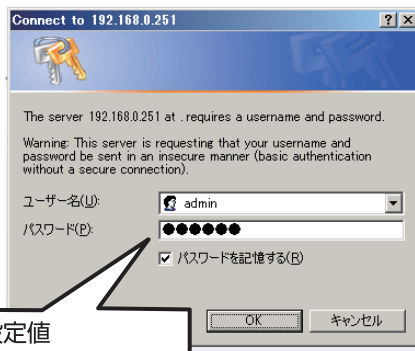 Connect to 192.168.0.251
The server 192.168.0.251 at . requires a username and password.
Warning: This server is requesting that your username and
password be sent in an insecure manner (basic authentication
without a secure connection).
ユーザー名(U):
admin
パスワード(P):
●●●●●●
パスワードを記憶する(R)
OK
キャンセル
定値